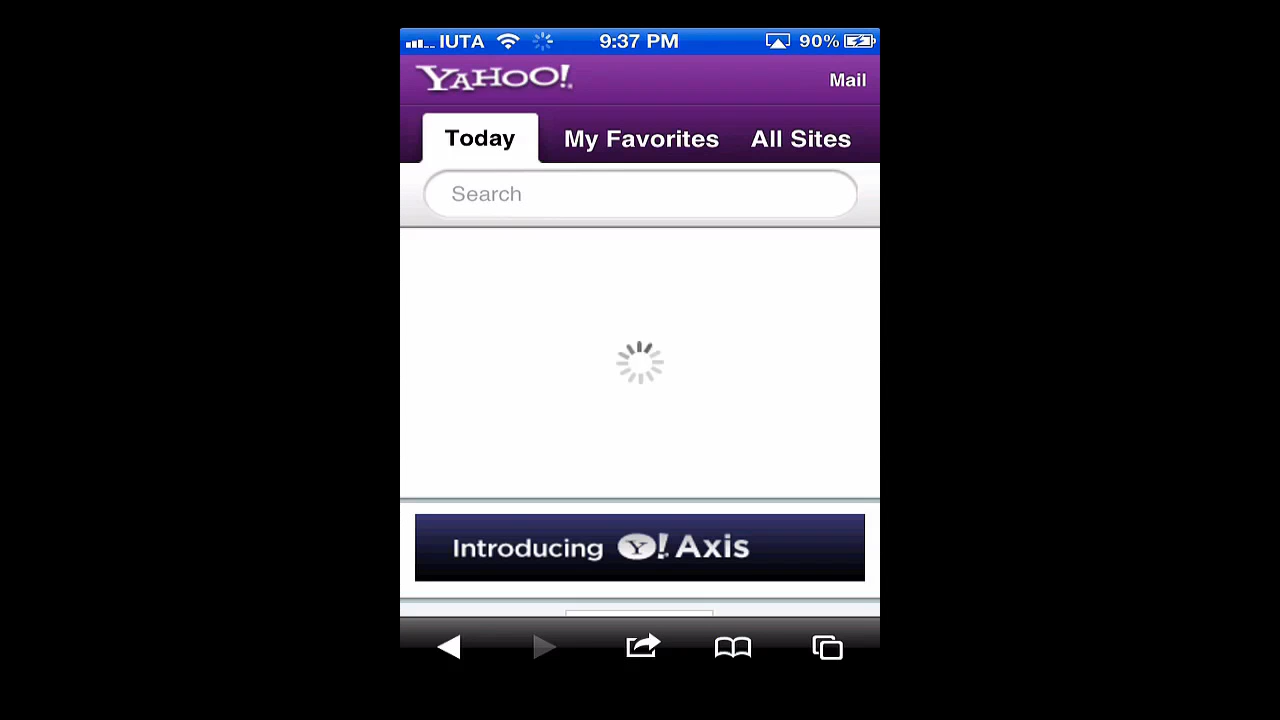 IUTA 9:37 PM 90%
YAHOO!
Mail
Today My Favorites All Sites
Search
Introducing Y! Axis